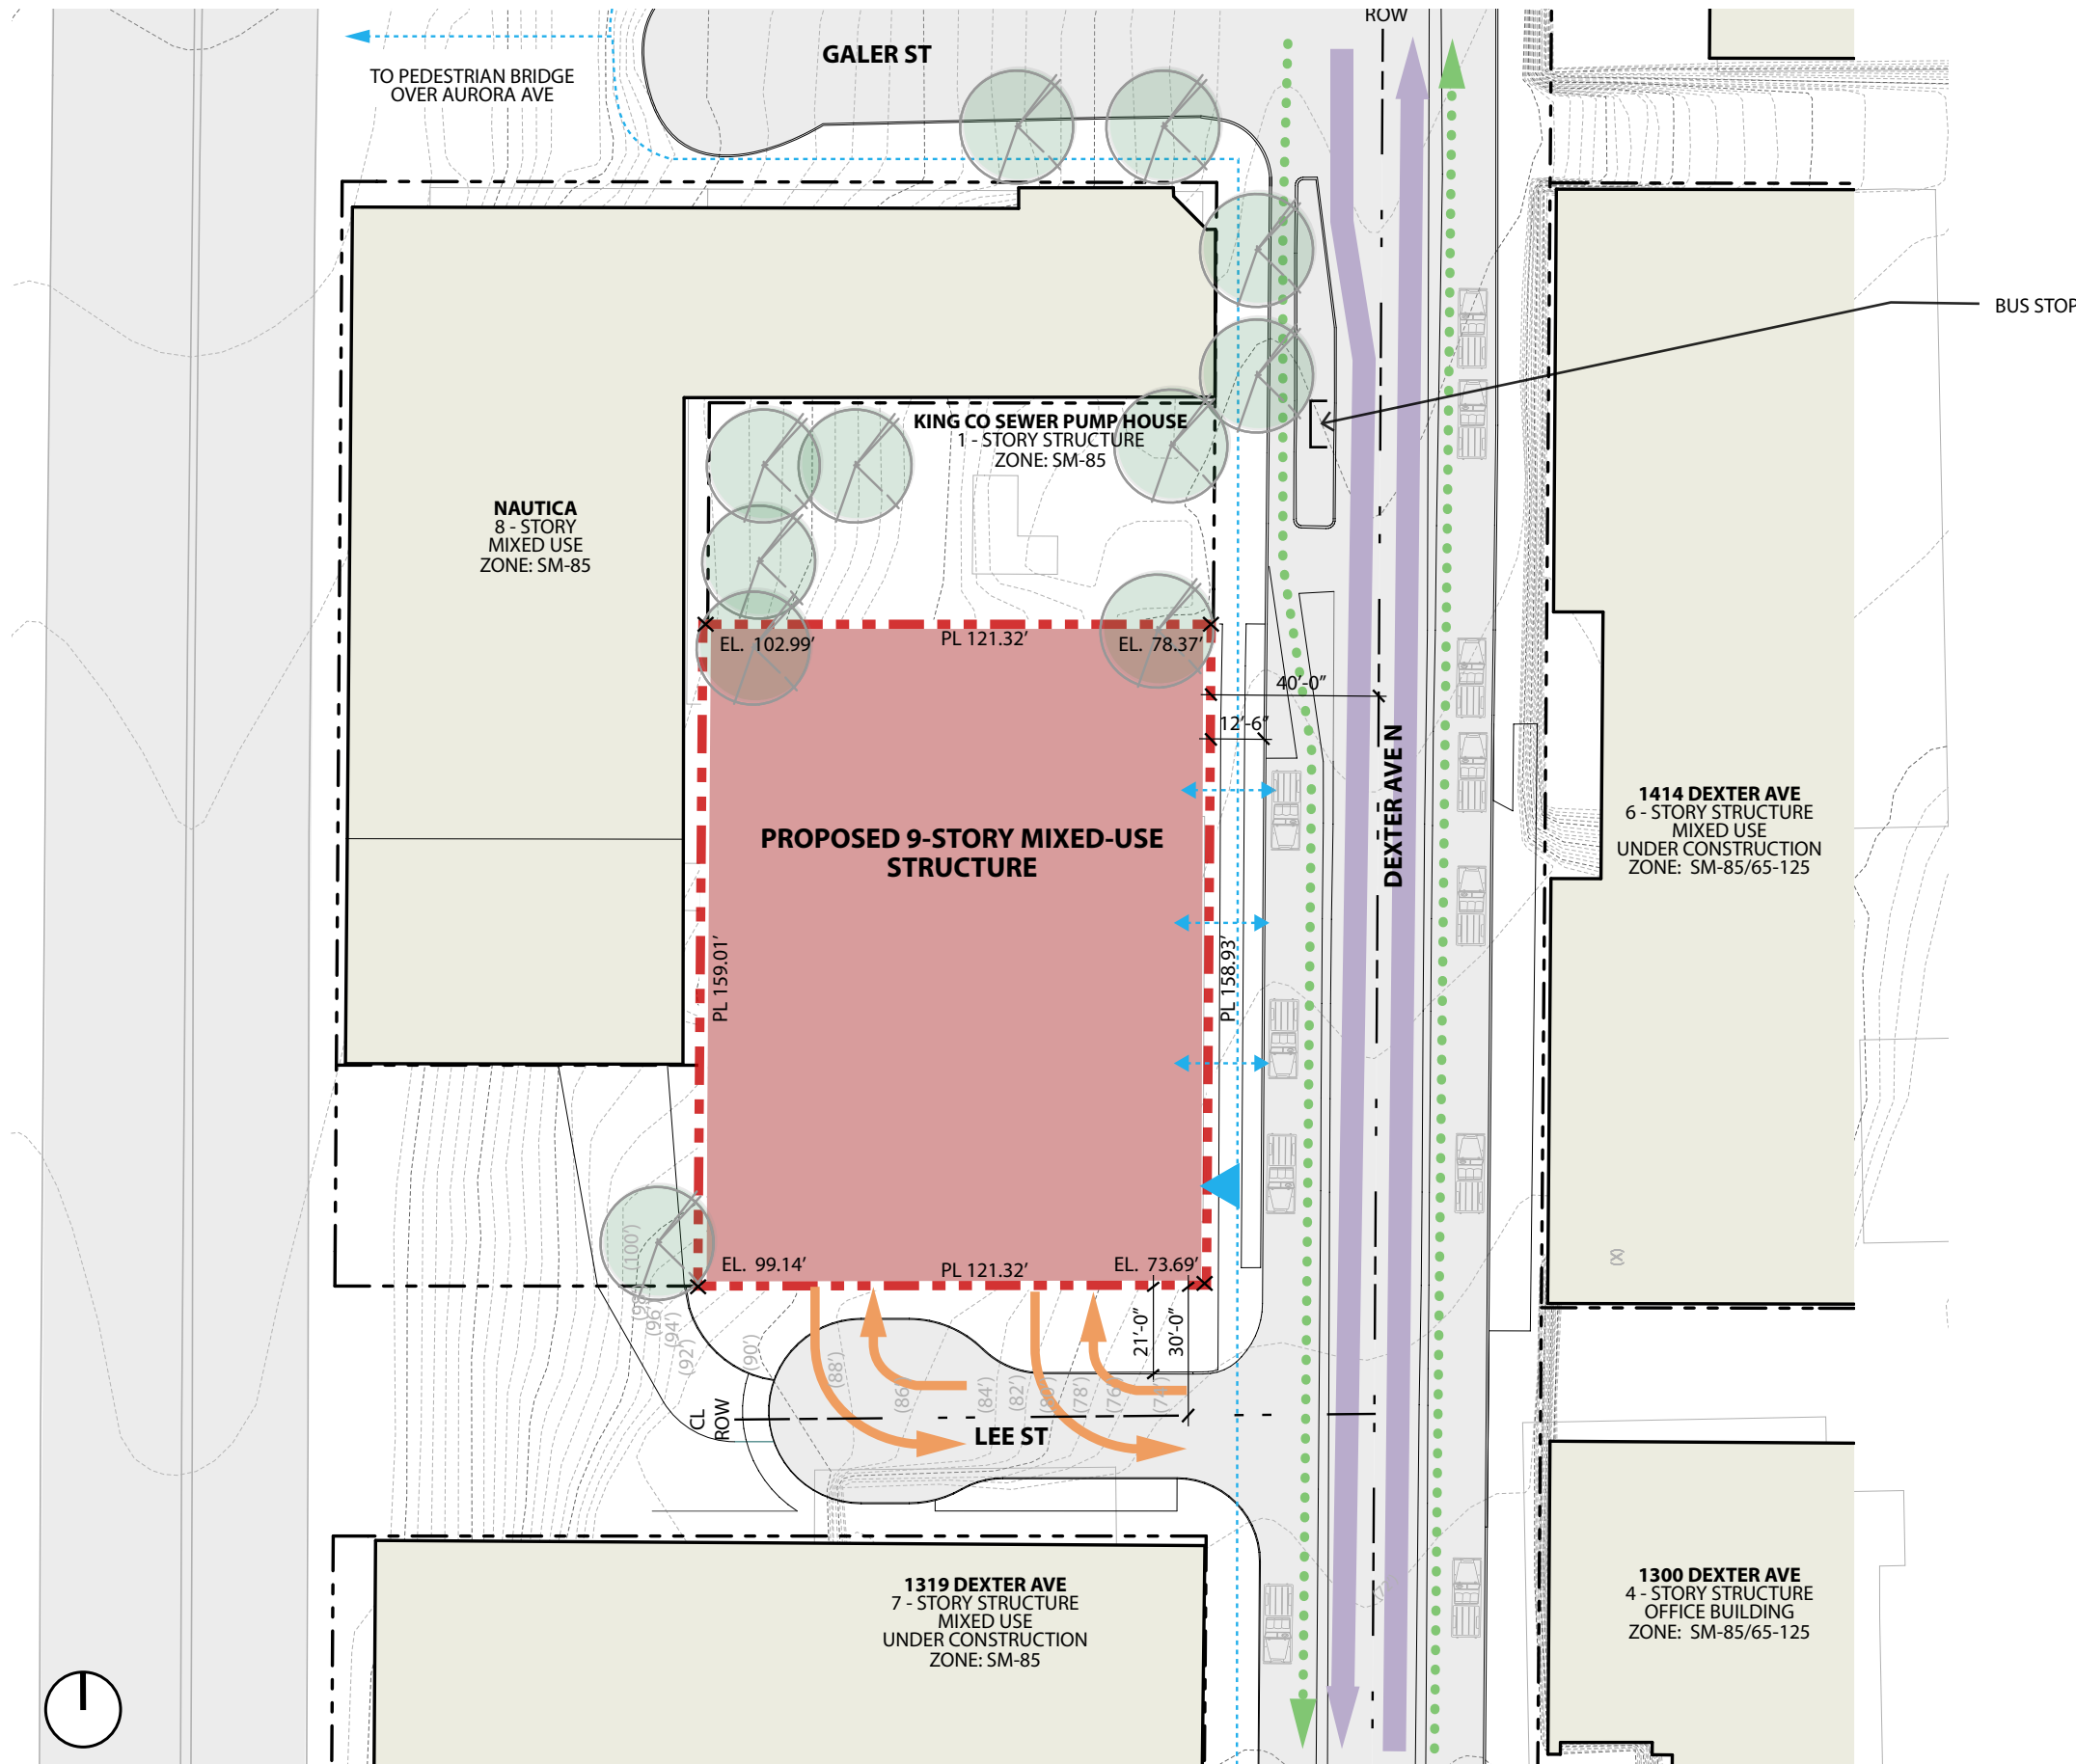 ROW
GALER ST
TO PEDESTRIAN BRIDGE
OVER AURORA AVE
BUS STOP
KING CO SEWER PUMP HOUSE
1 - STORY STRUCTURE
ZONE: SM-85
NAUTICA
8 - STORY
MIXED USE
ZONE: SM-85
EL. 102.99’
PL 121.32’
EL. 78.37’
40’-0”
12’-6”
DEXTER AVE N
1414 DEXTER AVE
6 - STORY STRUCTURE
MIXED USE
UNDER CONSTRUCTION
ZONE: SM-85/65-125
PROPOSED 9-STORY MIXED-USE
STRUCTURE
PL 159.01’
PL 158.93’
EL. 99.14’
PL 121.32’
EL. 73.69’
21’-0”
30’-0”
(100’)
(96’)
(94’)
(92’)
(90’)
(88’)
(86’)
(84’)
(82’)
(78’)
(76’)
(74’)
CL
ROW
LEE ST
1319 DEXTER AVE
7 - STORY STRUCTURE
MIXED USE
UNDER CONSTRUCTION
ZONE: SM-85
1300 DEXTER AVE
4 - STORY STRUCTURE
OFFICE BUILDING
ZONE: SM-85/65-125